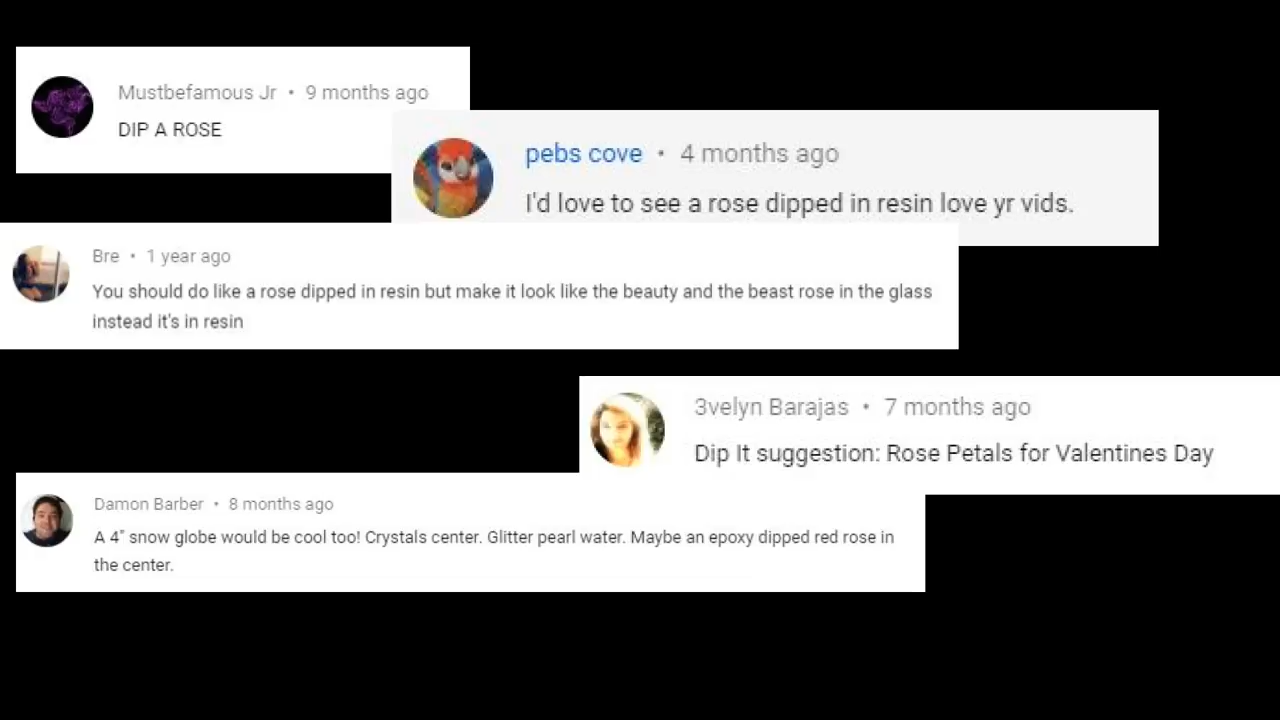 Mustbefamous Jr • 9 months ago
DIP A ROSE
pebs cove • 4 months ago
I'd love to see a rose dipped in resin love yr vids.
Bre • 1 year ago
You should do like a rose dipped in resin but make it look like the beauty and the beast rose in the glass
instead it's in resin
3velyn Barajas • 7 months ago
Dip It suggestion: Rose Petals for Valentines Day
Damon Barber • 8 months ago
A 4" snow globe would be cool too! Crystals center. Glitter pearl water. Maybe an epoxy dipped red rose in
the center.